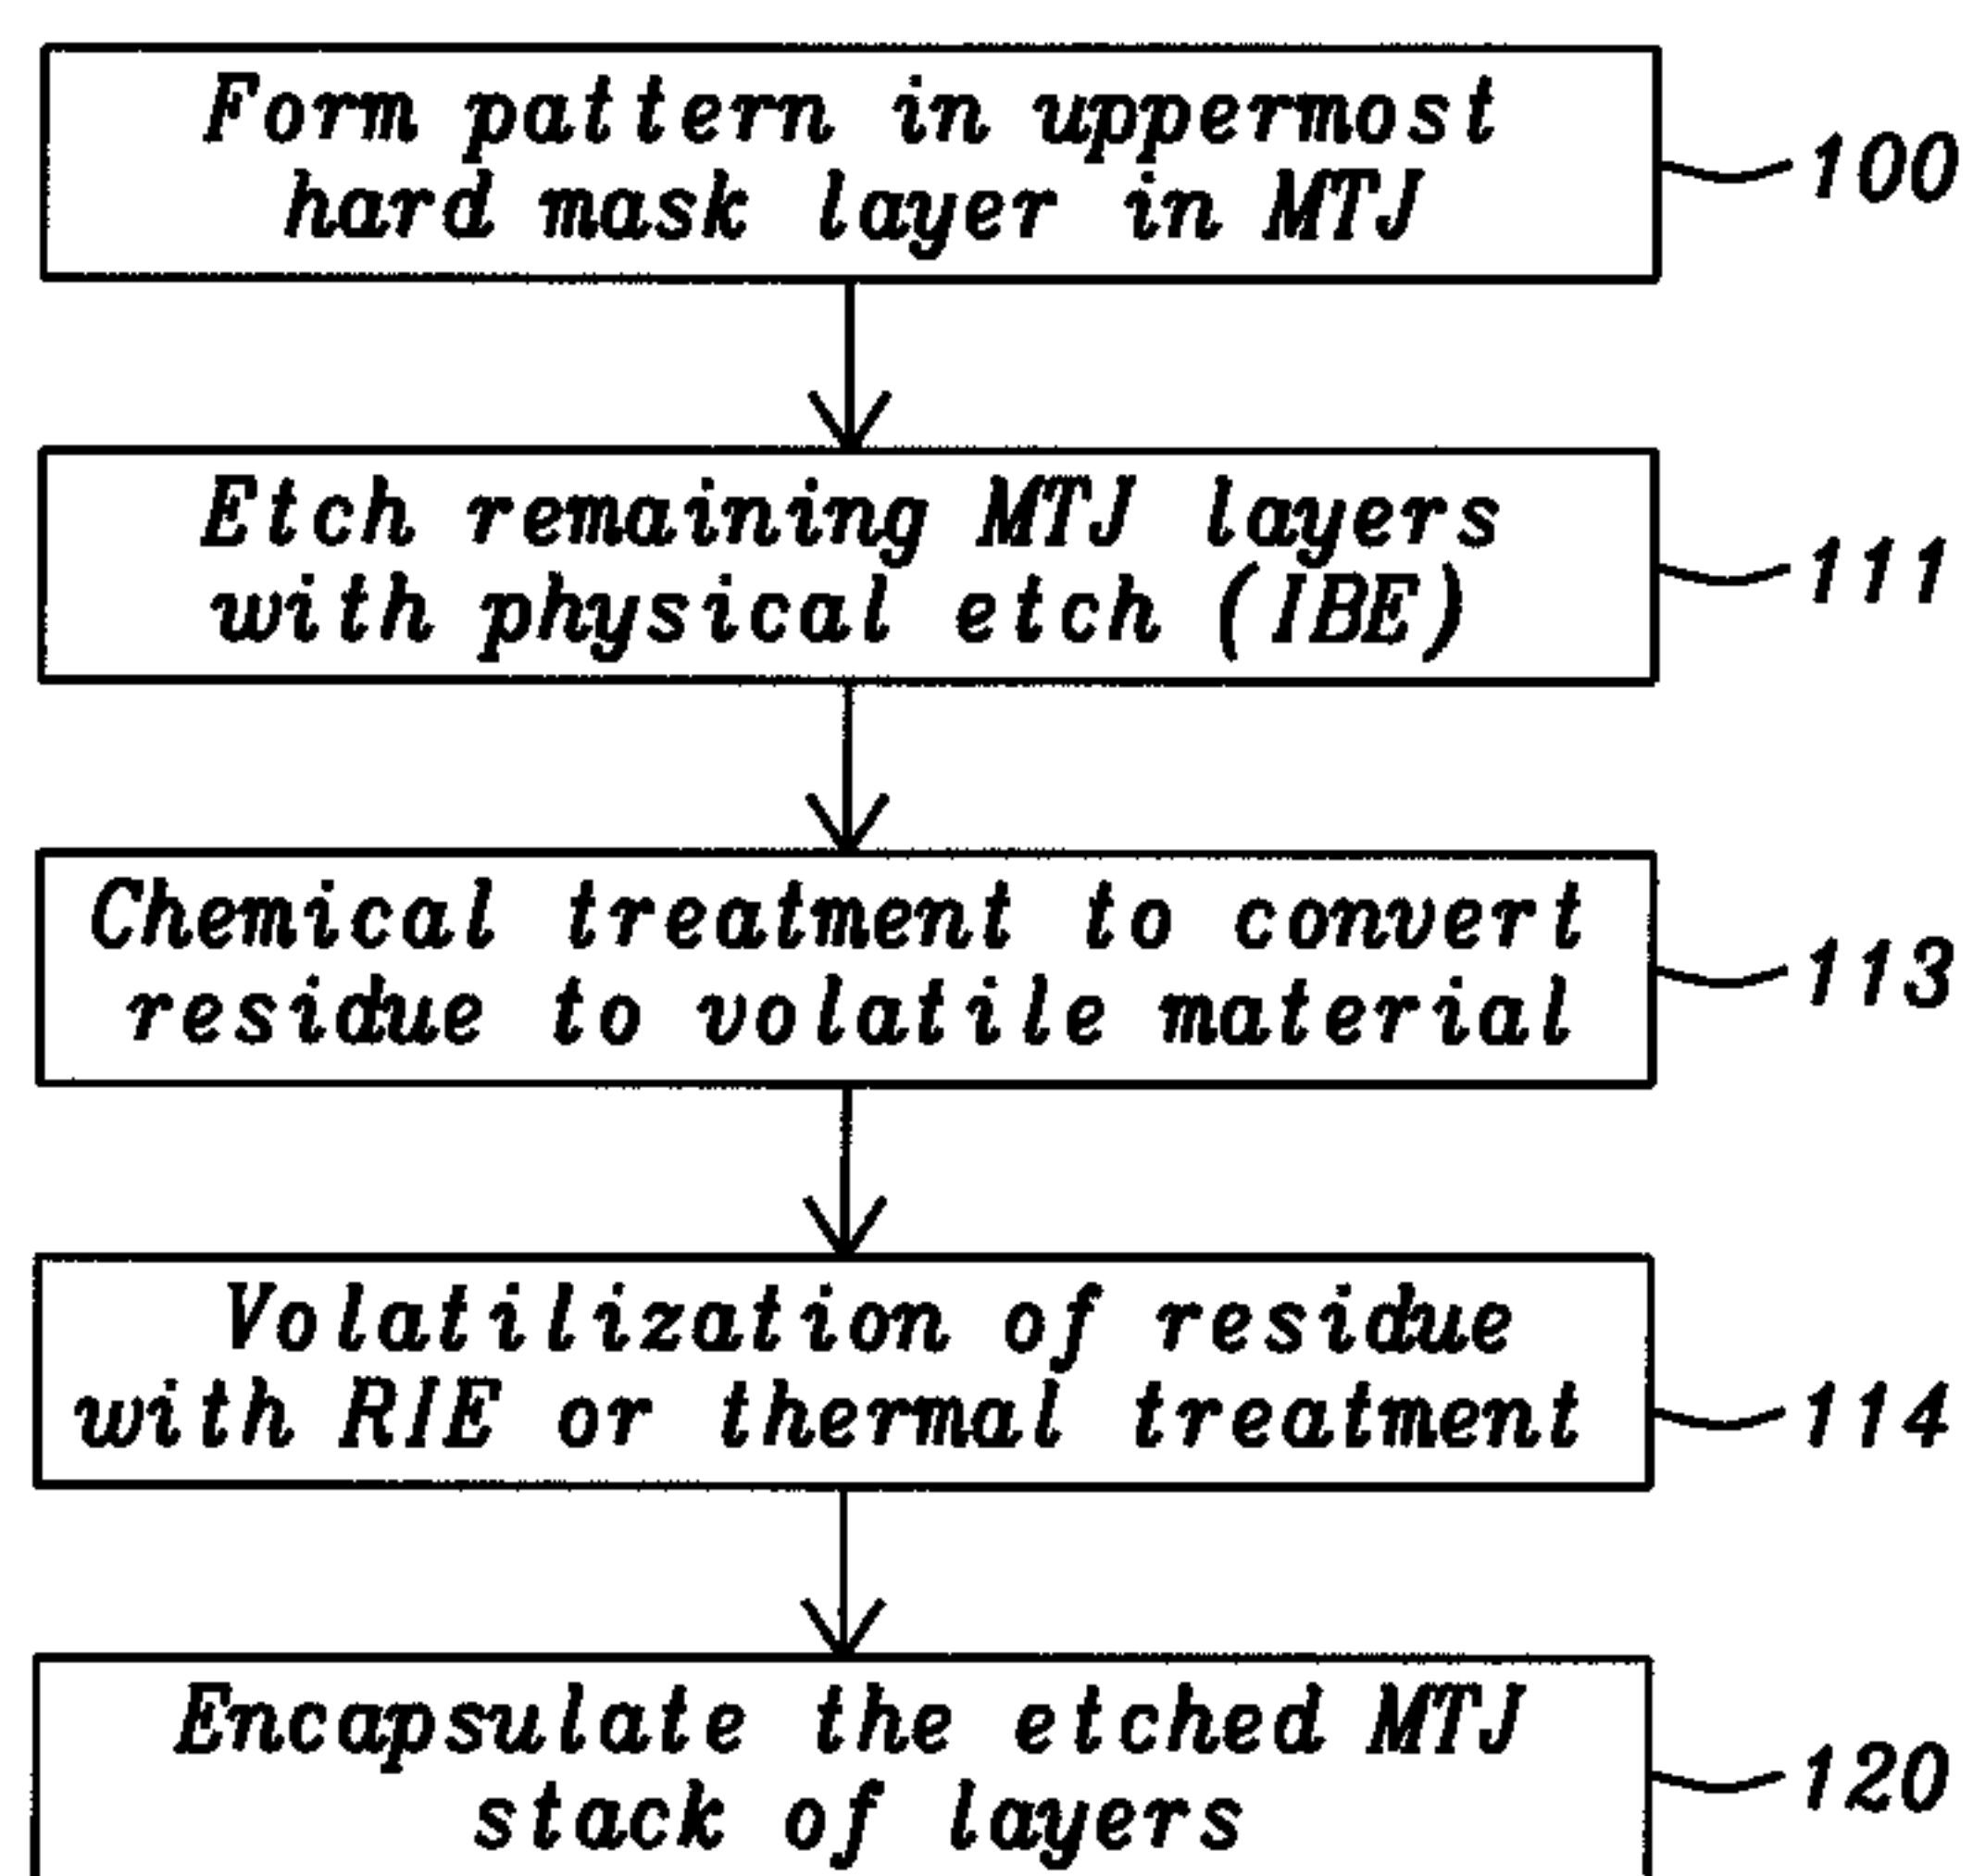 Form pattern in uppermost
hard mask layer in MTJ
100
Etch remaining MTJ layers
with physical etch (IBE)
111
Chemical treatment to convert
residue to volatile material
113
Volatilization of residue
with RIE or thermal treatment
114
Encapsulate the etched MTJ
stack of layers
120